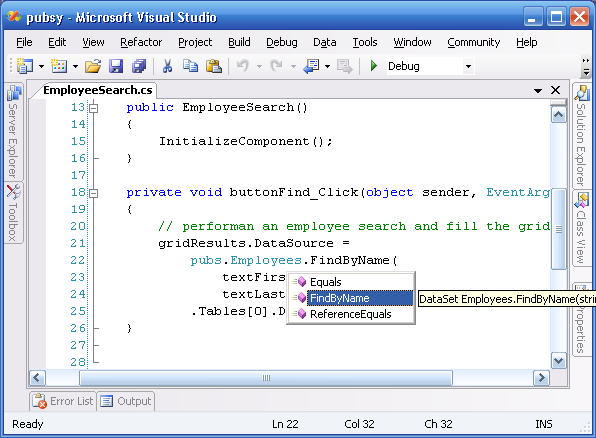 pubsy - Microsoft Visual Studio
File Edit View Refactor Project Build Debug Data Tools Window Community Help
Debug
EmployeeSearch.cs
Server Explorer
Toolbox
13 public EmployeeSearch()
14 {
15 InitializeComponent();
16 }
17
18 private void buttonFind_Click(object sender, EventArg
19 {
20 // performan an employee search and fill the grid
21 gridResults.DataSource =
22 pubs.Employees.FindByName(
23 textFirs
24 textLast
25 .Tables[0].D
26 }
27
28
Equals
FindByName
ReferenceEquals
DataSet Employees.FindByName(strin
Solution Explorer
Class View
Properties
Error List Output
Ready Ln 22 Col 32 Ch 32 INS